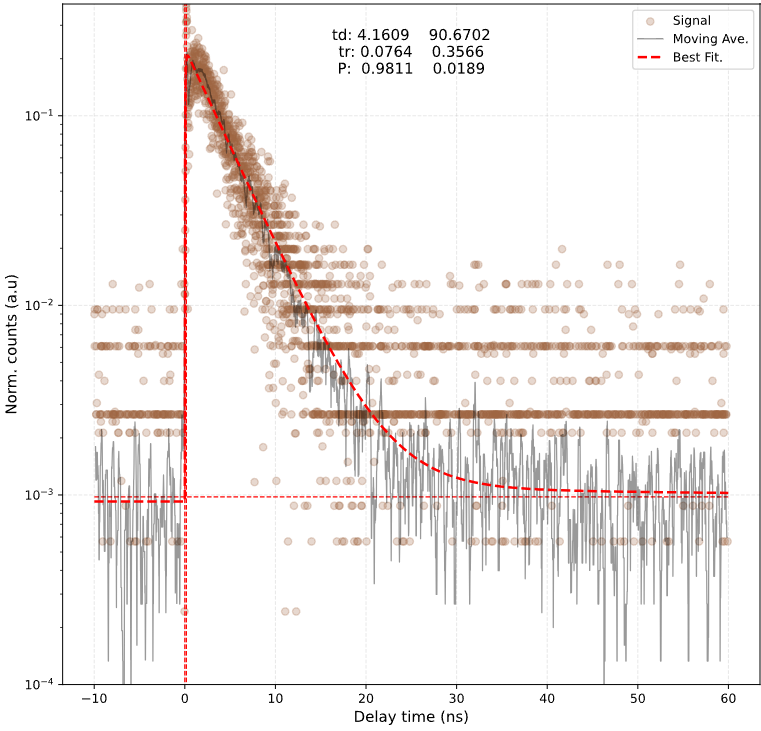 td: 4.1609 90.6702
tr: 0.0764 0.3566
P: 0.9811 0.0189
Signal
Moving Ave.
Best Fit.
Norm. counts (a.u)
10⁻¹
10⁻²
10⁻³
10⁻⁴
−10 0 10 20 30 40 50 60
Delay time (ns)